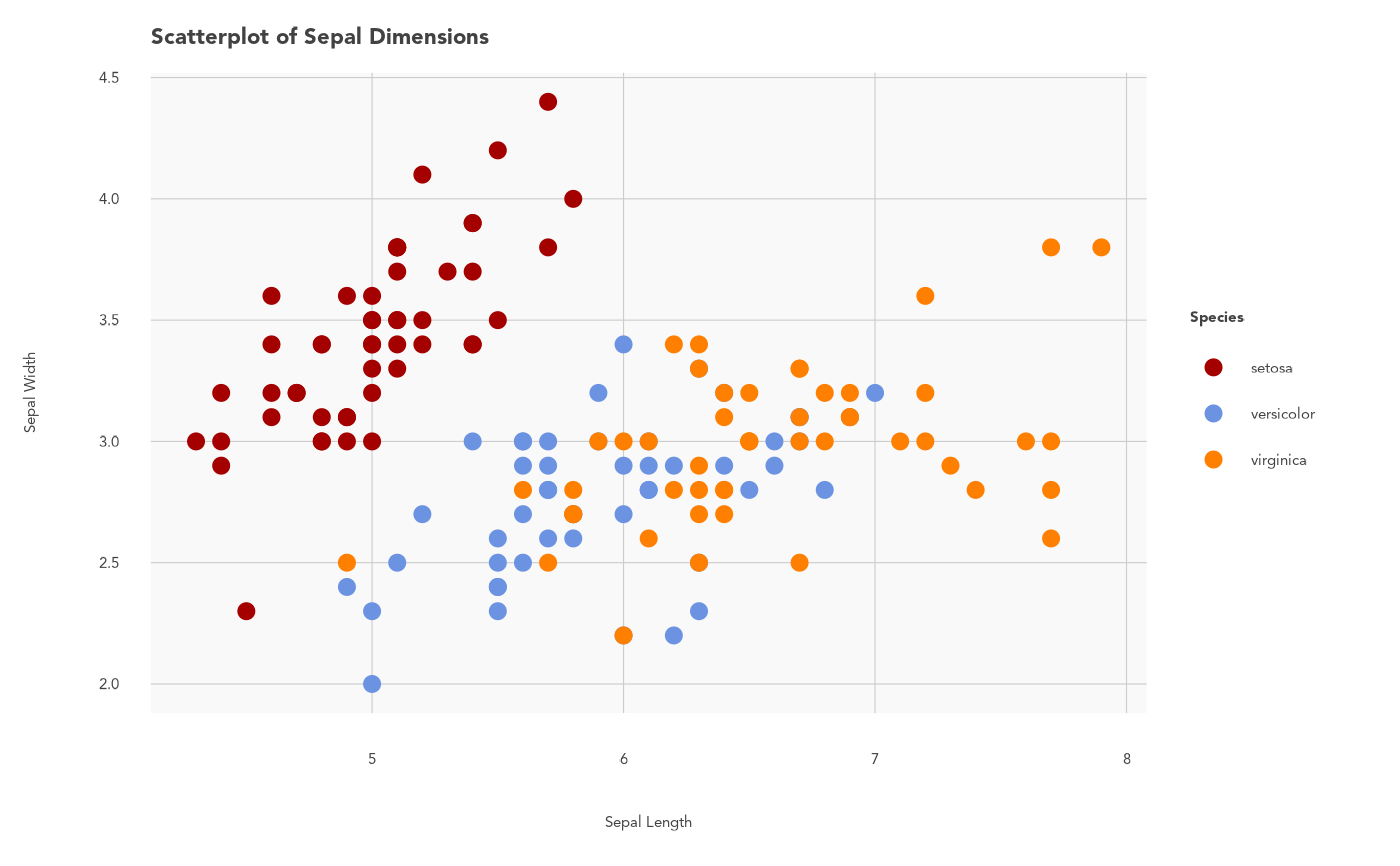 Scatterplot of Sepal Dimensions
4.5
4.0
3.5
3.0
2.5
2.0
Sepal Width
5 6 7 8
Sepal Length
Species
setosa
versicolor
virginica